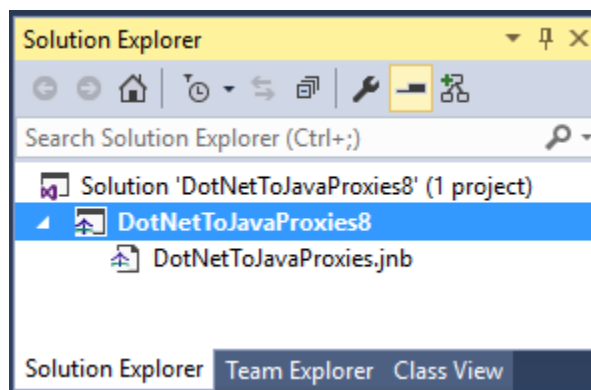 Solution Explorer
Search Solution Explorer (Ctrl+;)
Solution 'DotNetToJavaProxies8' (1 project)
DotNetToJavaProxies8
DotNetToJavaProxies.jnb
Solution Explorer Team Explorer Class View